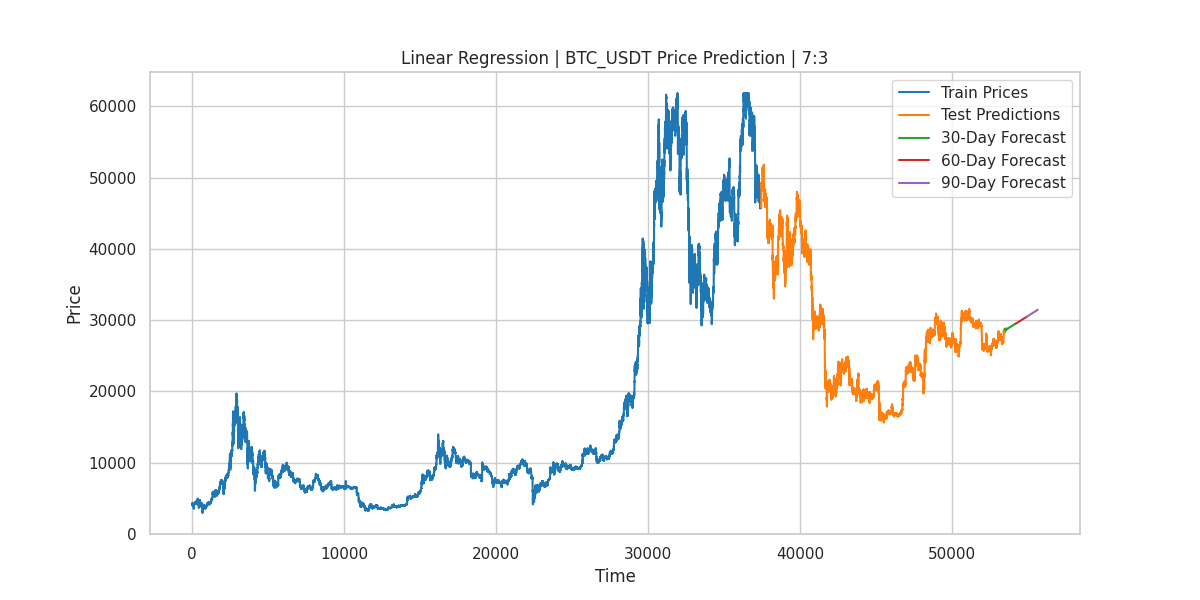 Linear Regression | BTC_USDT Price Prediction | 7:3
Train Prices
Test Predictions
30-Day Forecast
60-Day Forecast
90-Day Forecast
60000
50000
40000
30000
20000
10000
0
Price
0 10000 20000 30000 40000 50000
Time